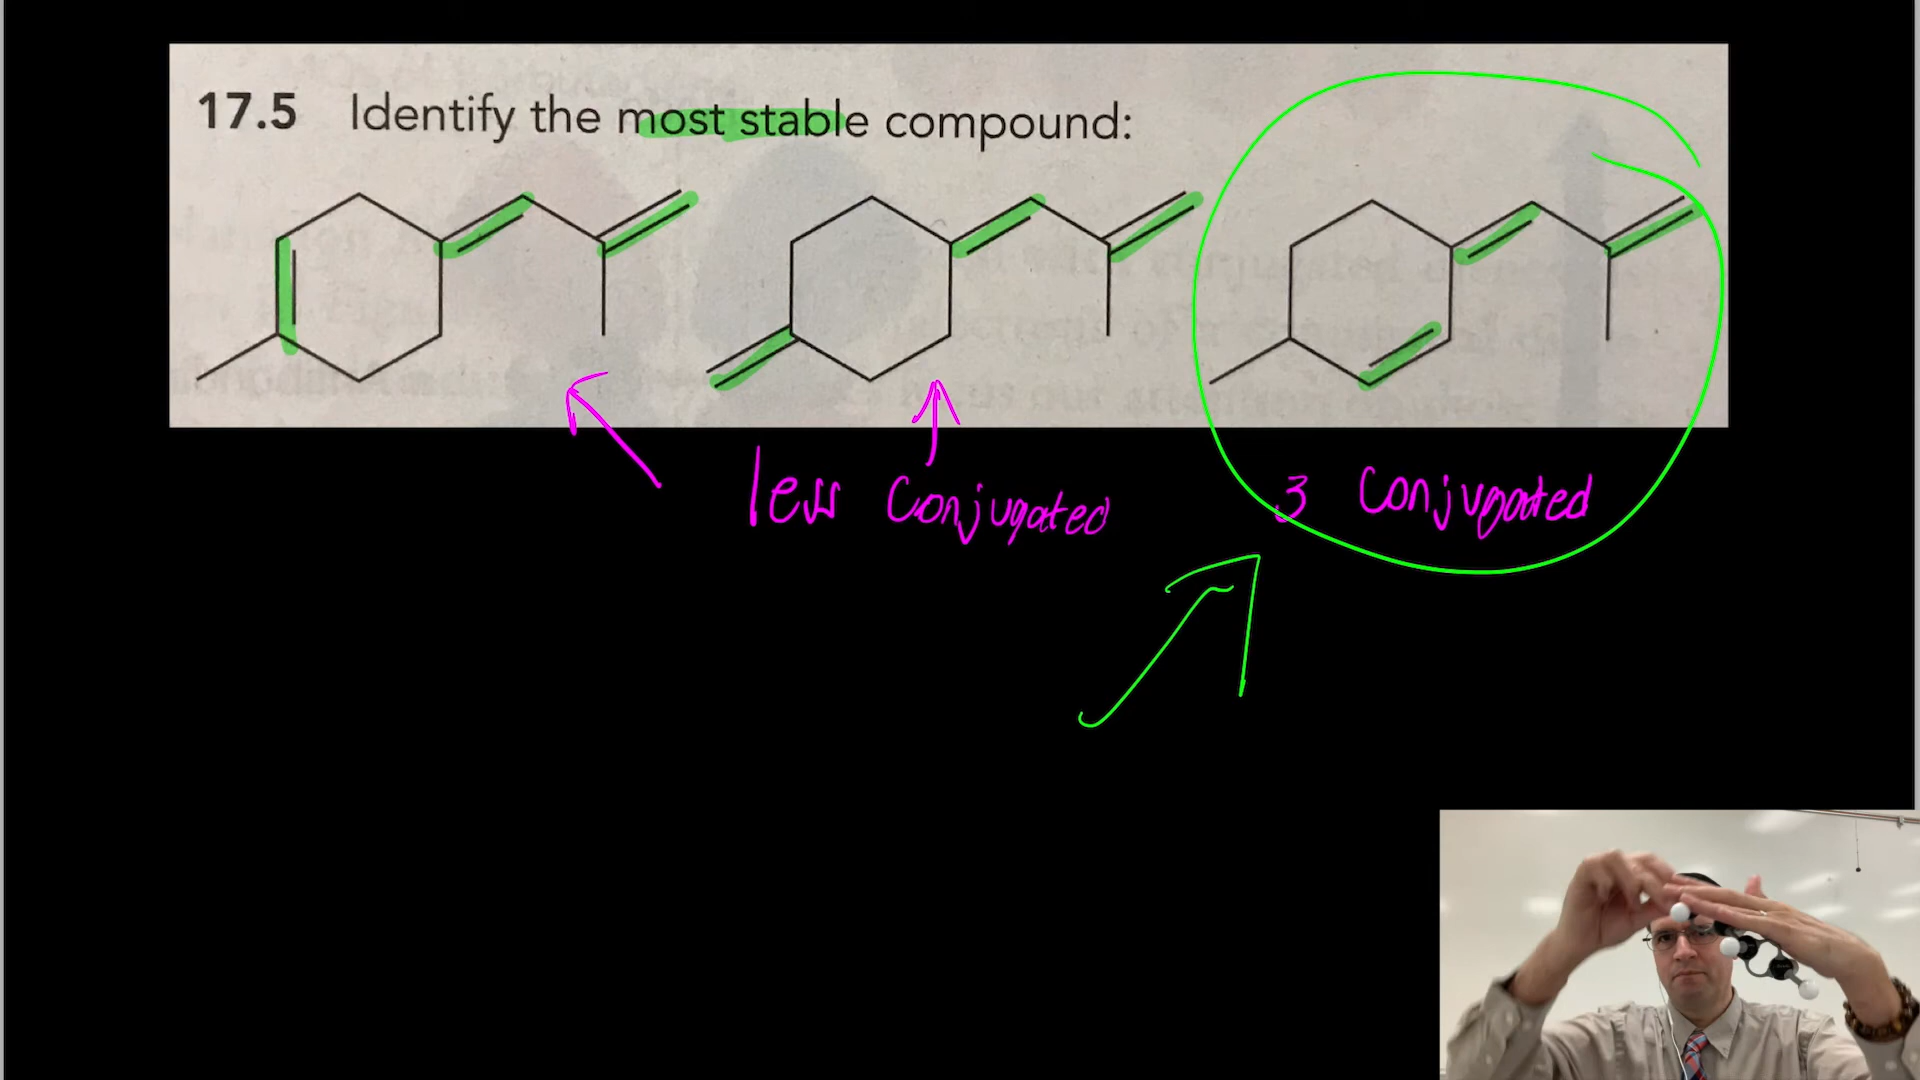 17.5 Identify the most stable compound:
less Conjugated
3 Conjugated